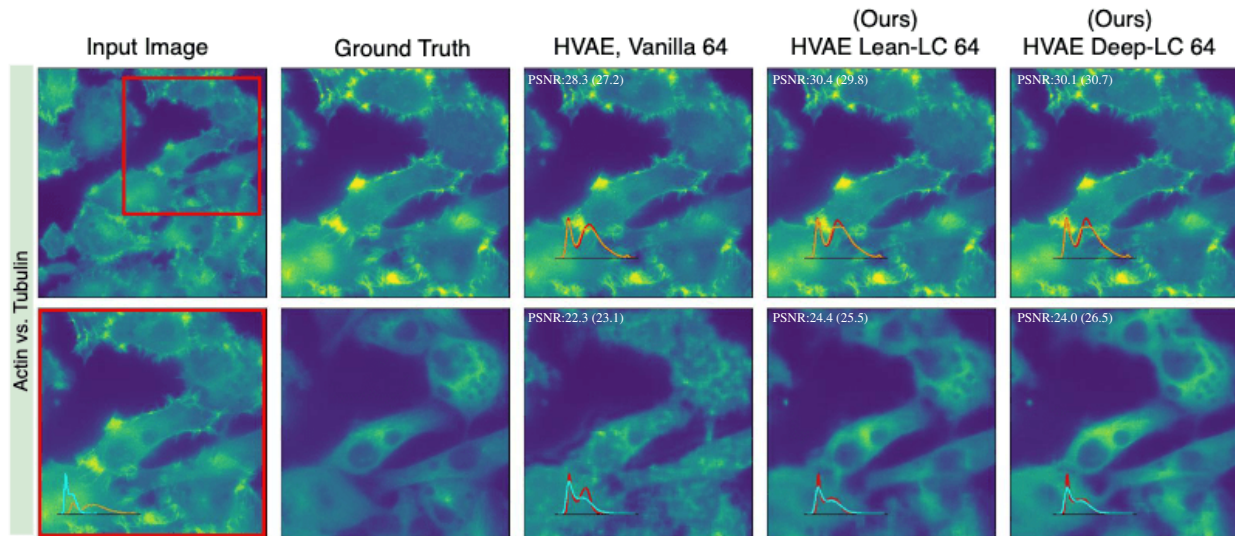 Input Image
Ground Truth
HVAE, Vanilla 64
(Ours)
HVAE Lean-LC 64
(Ours)
HVAE Deep-LC 64
Actin vs. Tubulin
PSNR:28.3 (27.2)
PSNR:30.4 (29.8)
PSNR:30.1 (30.7)
PSNR:22.3 (23.1)
PSNR:24.4 (25.5)
PSNR:24.0 (26.5)